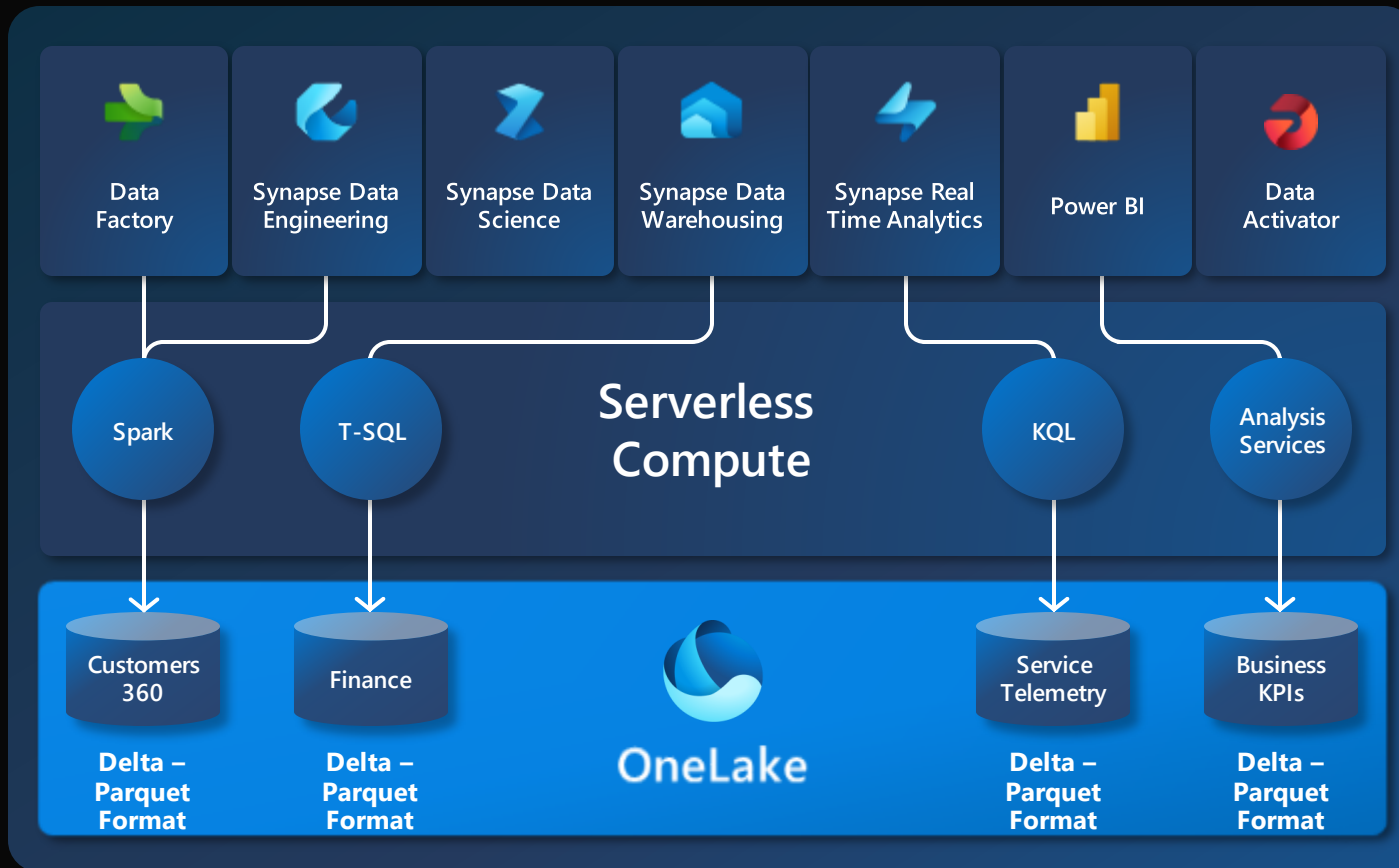 Data
Factory
Synapse Data
Engineering
Synapse Data
Science
Synapse Data
Warehousing
Synapse Real
Time Analytics
Power BI
Data
Activator
Serverless
Compute
Spark
T-SQL
KQL
Analysis
Services
Customers
360
Finance
Service
Telemetry
Business
KPIs
OneLake
Delta –
Parquet
Format
Delta –
Parquet
Format
Delta –
Parquet
Format
Delta –
Parquet
Format